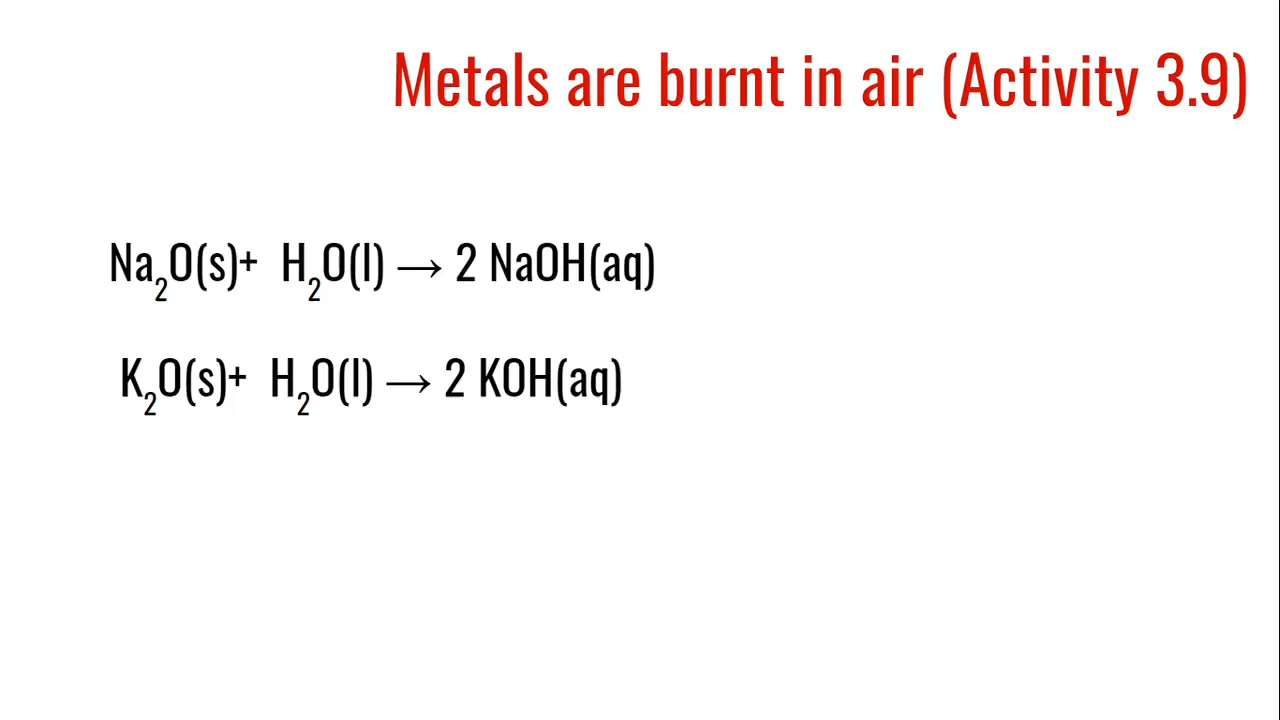 Metals are burnt in air (Activity 3.9)
Na₂O(s)+ H₂O(l) → 2 NaOH(aq)
K₂O(s)+ H₂O(l) → 2 KOH(aq)